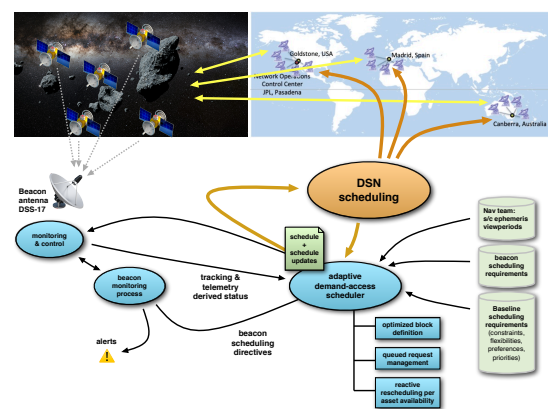 Goldstone, USA
Madrid, Spain
Network Operations
Control Center
JPL, Pasadena
Canberra, Australia
Beacon
antenna
DSS-17
DSN
scheduling
Nav team:
s/c ephemeris
viewperiods
monitoring
& control
schedule
+
schedule
updates
beacon
scheduling
requirements
beacon
monitoring
process
tracking &
telemetry
derived status
adaptive
demand-access
scheduler
Baseline
scheduling
requirements
(constraints,
flexibilities,
preferences,
priorities)
alerts
!
beacon
scheduling
directives
optimized block
definition
queued request
management
reactive
rescheduling per
asset availability